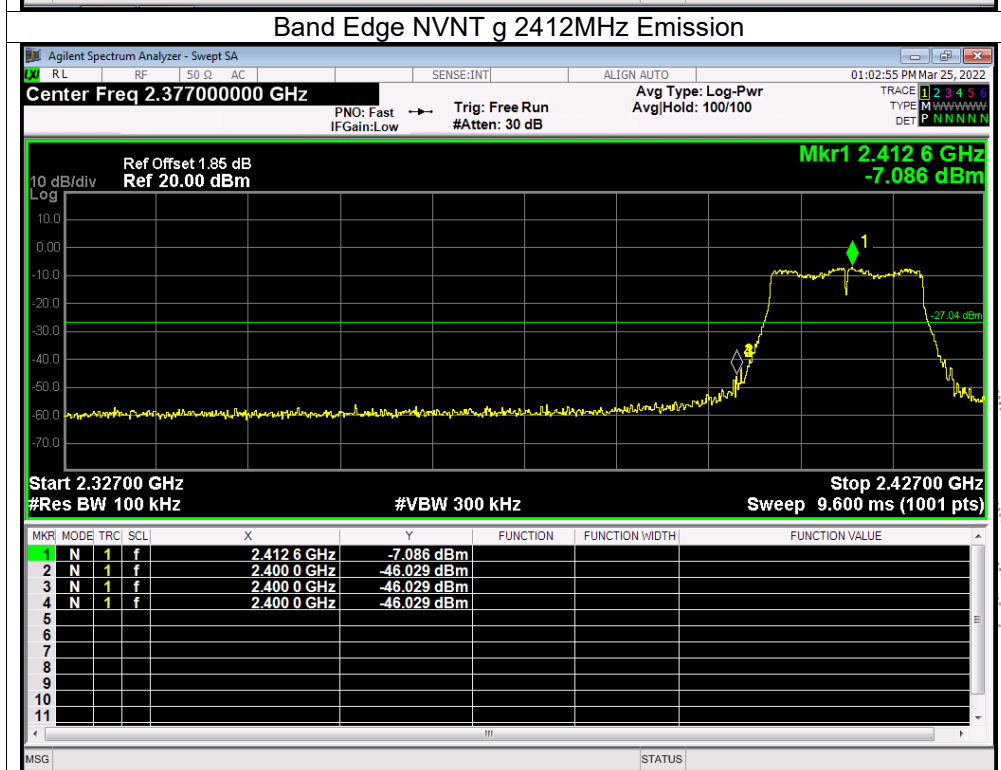 Band Edge NVNT g 2412MHz Emission
Agilent Spectrum Analyzer - Swept SA
LXI RL RF 50 Ω AC SENSE:INT ALIGN AUTO 01:02:55 PM Mar 25, 2022
Center Freq 2.377000000 GHz Avg Type: Log-Pwr TRACE 1 2 3 4 5 6
PNO: Fast Trig: Free Run Avg|Hold: 100/100 TYPE M WWWWW
IFGain:Low #Atten: 30 dB DET P N N N N N
Mkr1 2.412 6 GHz
Ref Offset 1.85 dB -7.086 dBm
10 dB/div Ref 20.00 dBm
Log
10.0
0.00
1
-10.0
-20.0
-27.04 dBm
-30.0
-40.0
-50.0
-60.0
-70.0
Start 2.32700 GHz Stop 2.42700 GHz
#Res BW 100 kHz #VBW 300 kHz Sweep 9.600 ms (1001 pts)
MKR MODE TRC SCL X Y FUNCTION FUNCTION WIDTH FUNCTION VALUE
1 N 1 f 2.412 6 GHz -7.086 dBm
2 N 1 f 2.400 0 GHz -46.029 dBm
3 N 1 f 2.400 0 GHz -46.029 dBm
4 N 1 f 2.400 0 GHz -46.029 dBm
5
6
7
8
9
10
11
MSG STATUS